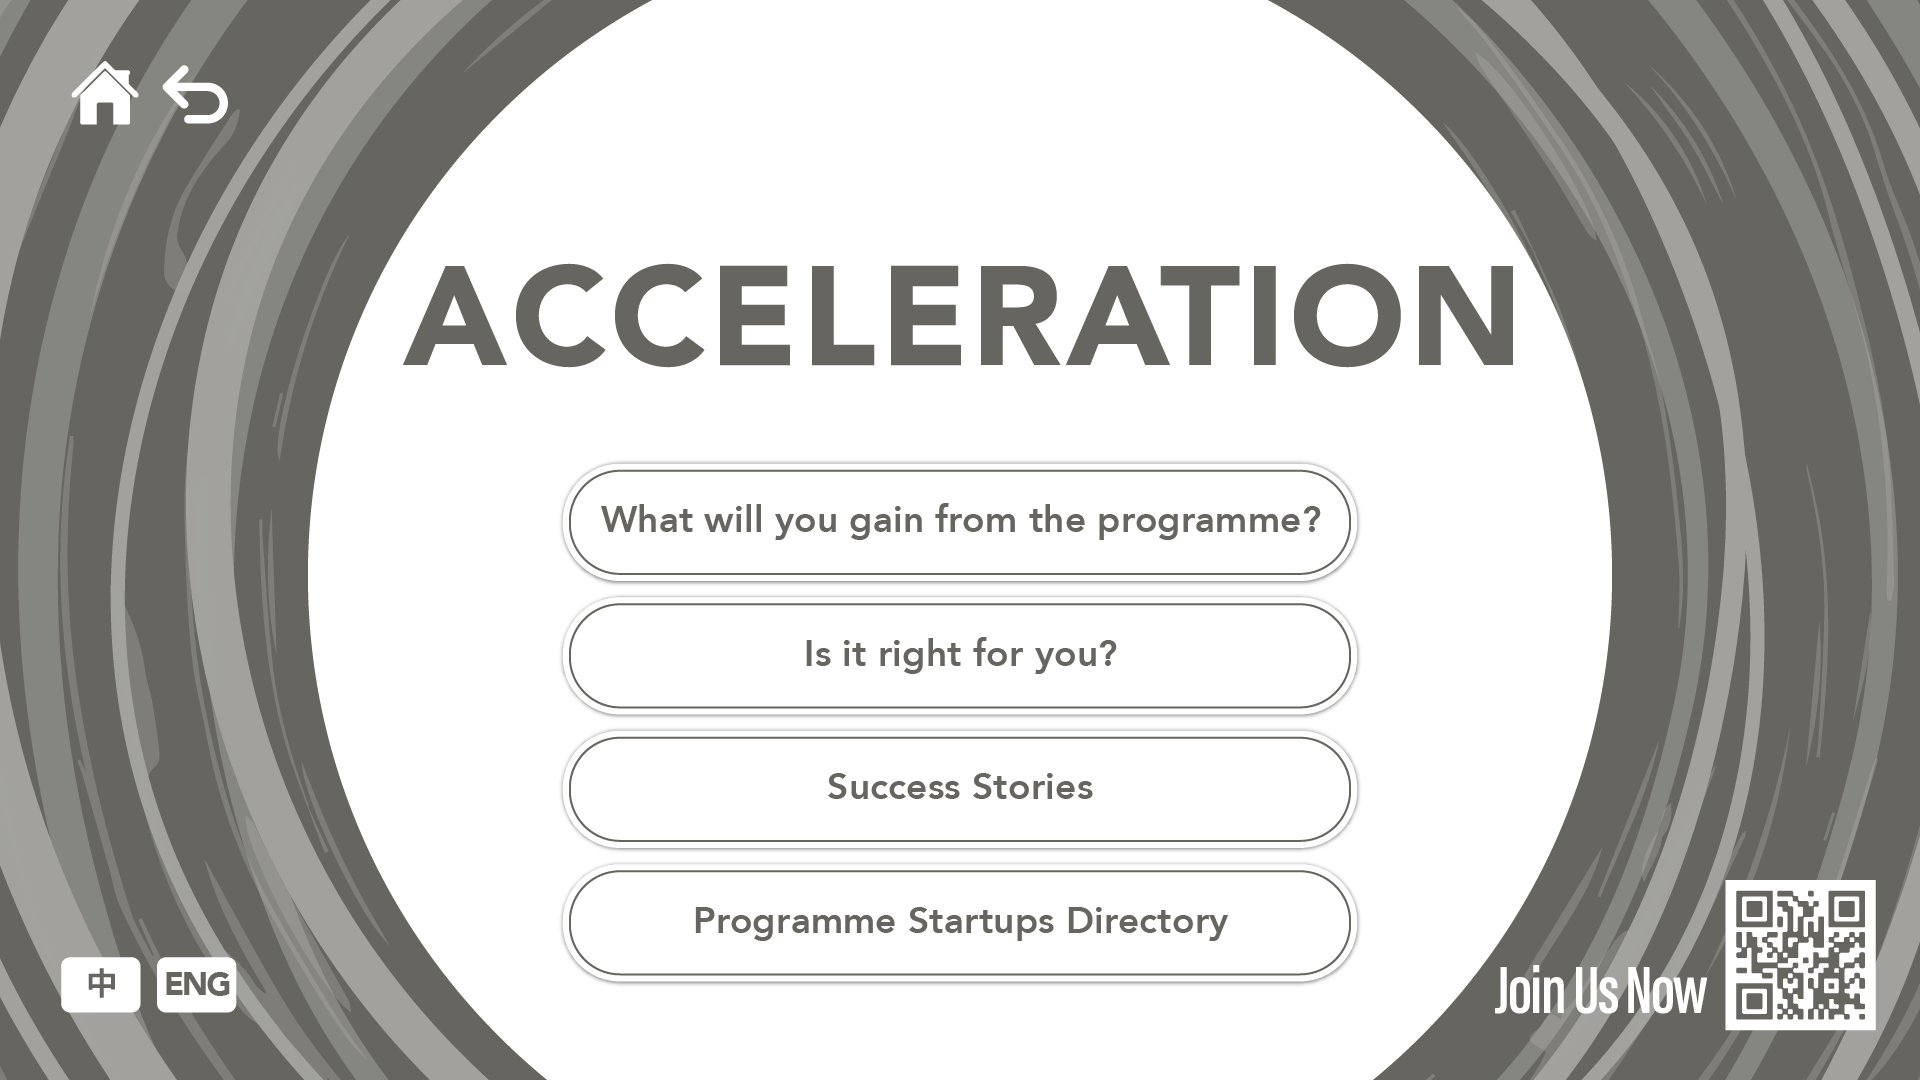 ACCELERATION
What will you gain from the programme?
Is it right for you?
Success Stories
Programme Startups Directory
中
ENG
Join Us Now